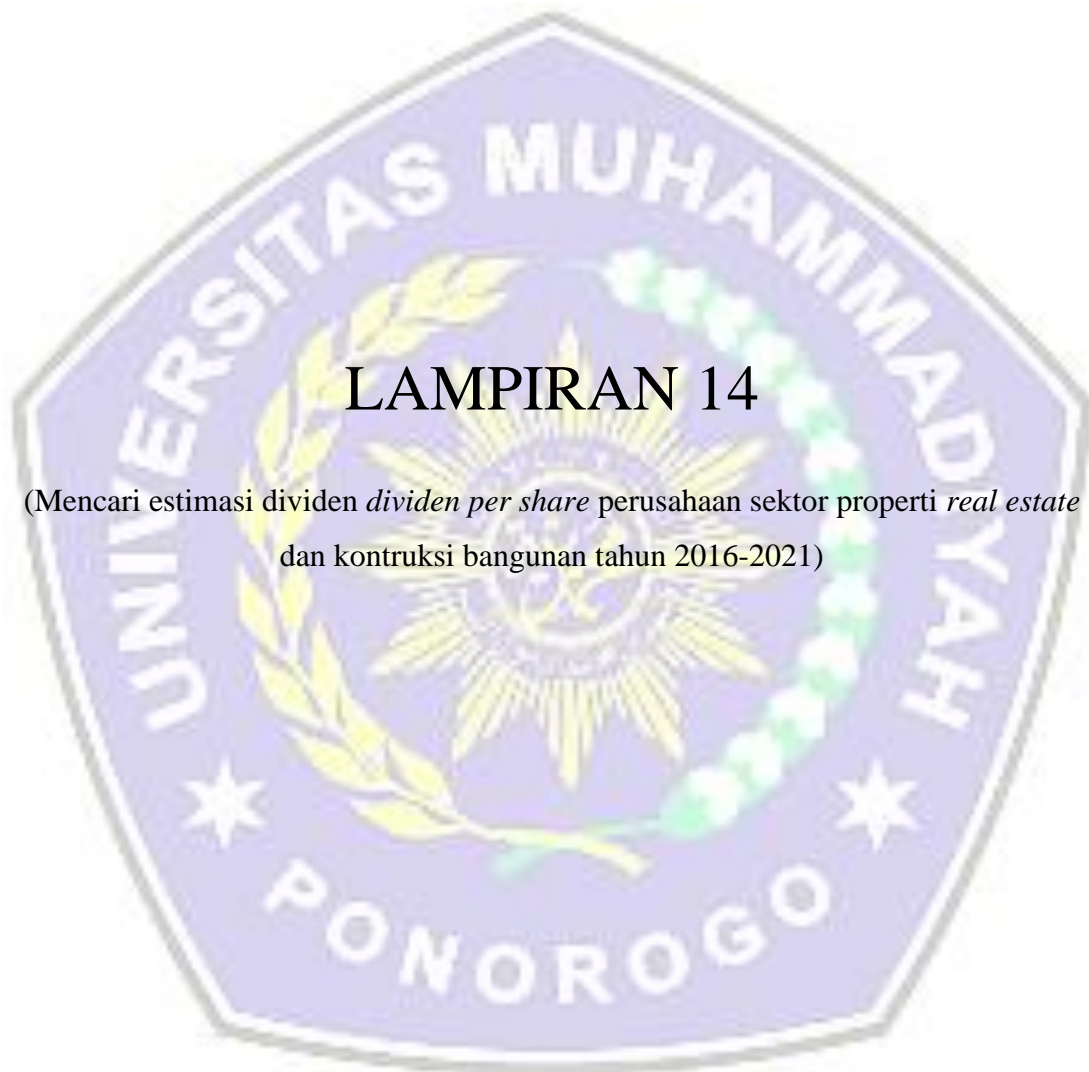 UNIVERSITAS MUHAMMADIYAH
LAMPIRAN 14
(Mencari estimasi dividen dividen per share perusahaan sektor properti real estate
dan kontruksi bangunan tahun 2016-2021)
PONOROGO